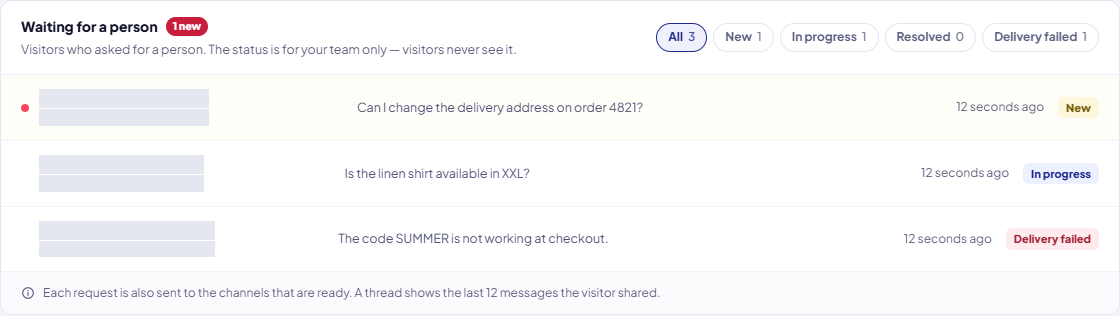 Waiting for a person 1 new
Visitors who asked for a person. The status is for your team only — visitors never see it.
All 3 New 1 In progress 1 Resolved 0 Delivery failed 1
Can I change the delivery address on order 4821? 12 seconds ago New
Is the linen shirt available in XXL? 12 seconds ago In progress
The code SUMMER is not working at checkout. 12 seconds ago Delivery failed
Each request is also sent to the channels that are ready. A thread shows the last 12 messages the visitor shared.